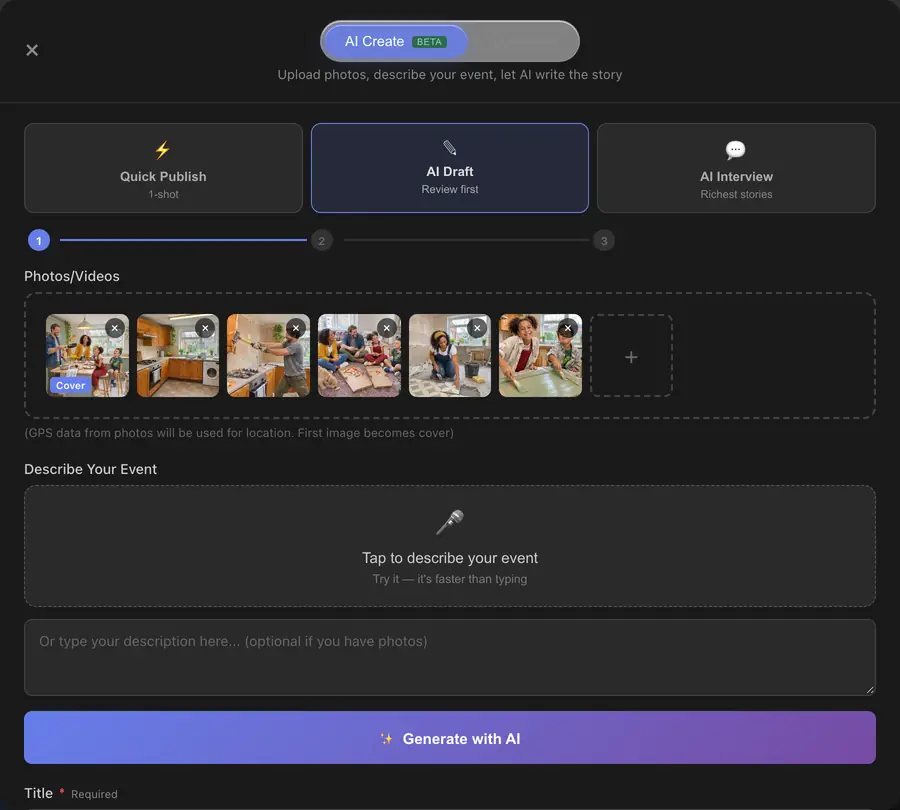 AI Create BETA
Upload photos, describe your event, let AI write the story
Quick Publish
1-shot
AI Draft
Review first
AI Interview
Richest stories
1
2
3
Photos/Videos
Cover
(GPS data from photos will be used for location. First image becomes cover)
Describe Your Event
Tap to describe your event
Try it — it's faster than typing
Or type your description here... (optional if you have photos)
Generate with AI
Title * Required